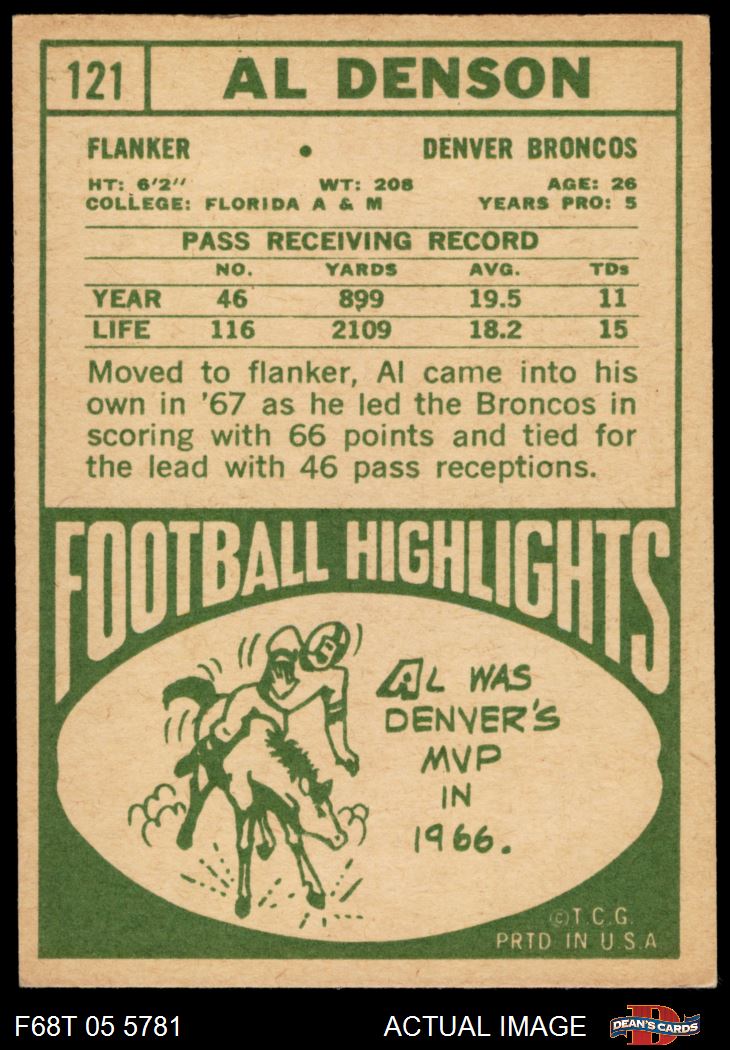 121 AL DENSON
FLANKER • DENVER BRONCOS
HT: 6'2" WT: 208 AGE: 26
COLLEGE: FLORIDA A & M YEARS PRO: 5
PASS RECEIVING RECORD
NO. YARDS AVG. TDs
YEAR 46 899 19.5 11
LIFE 116 2109 18.2 15
Moved to flanker, Al came into his
own in '67 as he led the Broncos in
scoring with 66 points and tied for
the lead with 46 pass receptions.
FOOTBALL HIGHLIGHTS
AL WAS
DENVER'S
MVP
IN
1966.
© T.C.G.
PRTD IN U.S.A
F68T 05 5781 ACTUAL IMAGE D DEAN'S CARDS